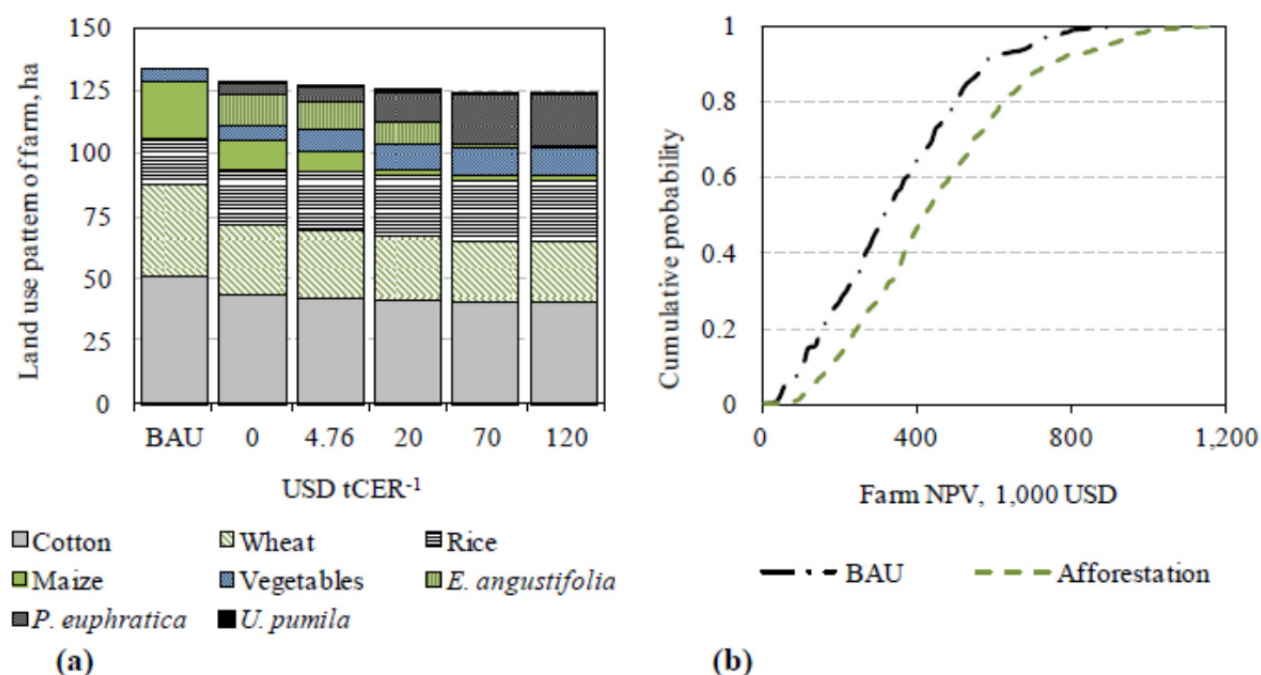 150
125
100
75
50
25
0
Land use pattern of farm, ha
BAU 0 4.76 20 70 120
USD tCER-1
Cotton Wheat Rice
Maize Vegetables E. angustifolia
P. euphratica U. pumila
(a)
1
0.8
0.6
0.4
0.2
0
Cumulative probability
0 400 800 1,200
Farm NPV, 1,000 USD
BAU Afforestation
(b)